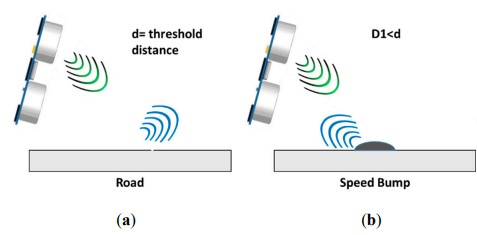 d= threshold
distance
D1<d
Road
Speed Bump
(a)
(b)